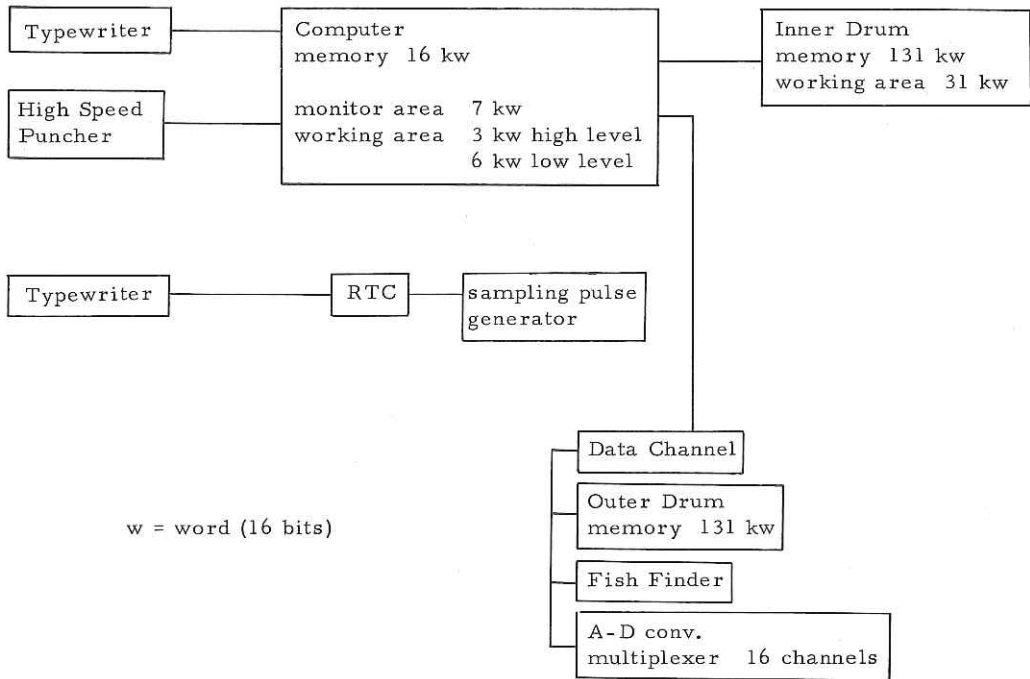 Typewriter
Computer
memory 16 kw
monitor area 7 kw
working area 3 kw high level
6 kw low level
Inner Drum
memory 131 kw
working area 31 kw
High Speed
Puncher
Typewriter
RTC
sampling pulse
generator
Data Channel
Outer Drum
memory 131 kw
w = word (16 bits)
Fish Finder
A-D conv.
multiplexer 16 channels